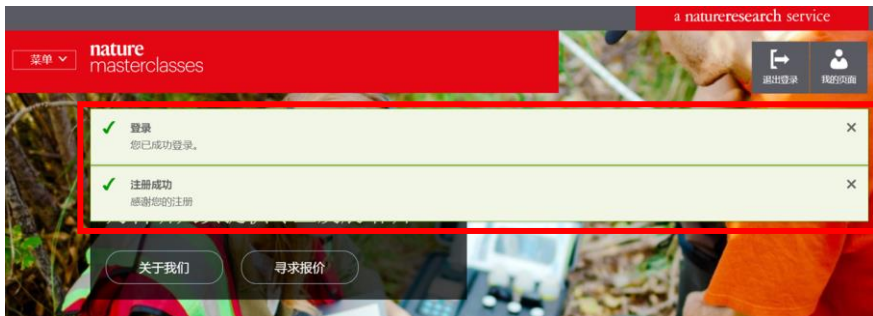 a natureresearch service
菜单
nature
masterclasses
退出登录
我的页面
登录
您已成功登录。
注册成功
感谢您的注册
关于我们
寻求报价